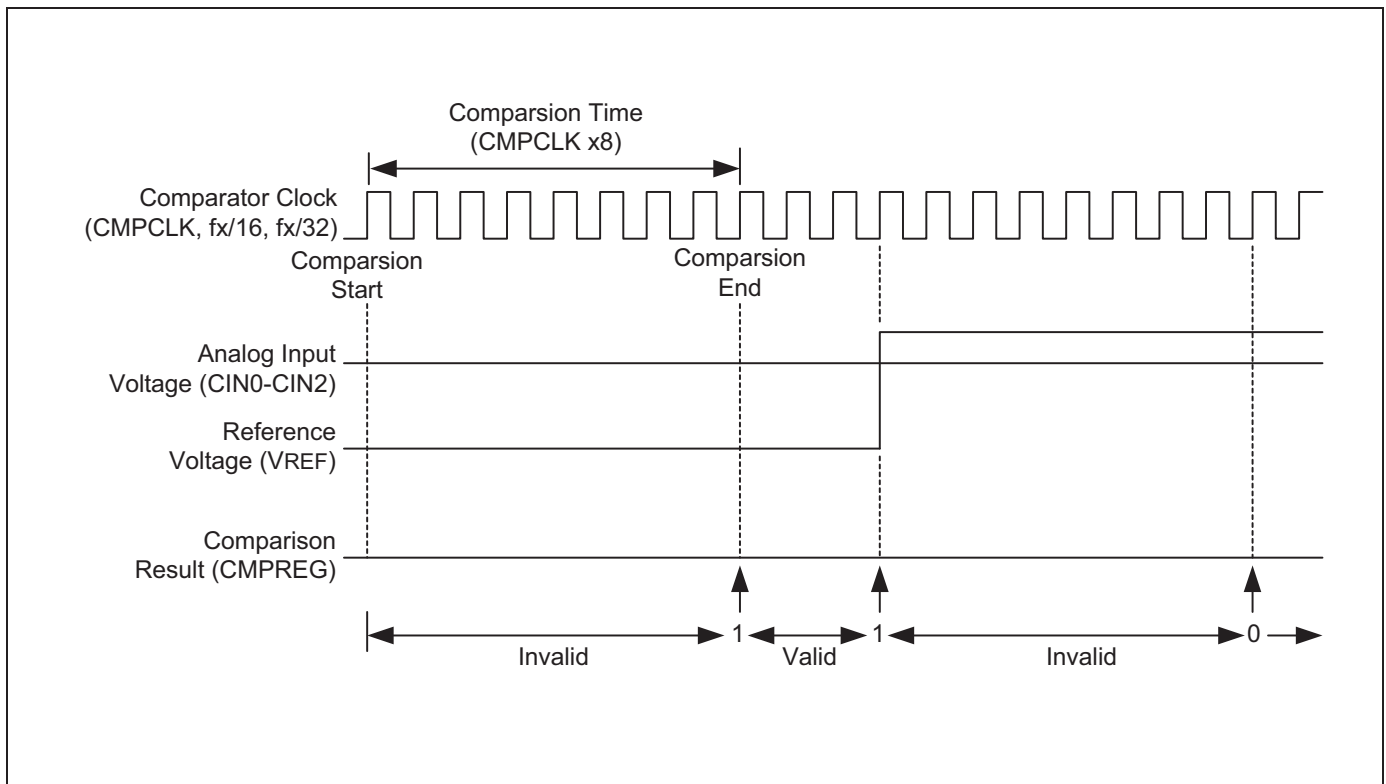 Comparsion Time
(CMPCLK x8)
Comparator Clock
(CMPCLK, fx/16, fx/32)
Comparsion
Start
Comparsion
End
Analog Input
Voltage (CIN0-CIN2)
Reference
Voltage (VREF)
Comparison
Result (CMPREG)
1
1
0
Invalid
Valid
Invalid